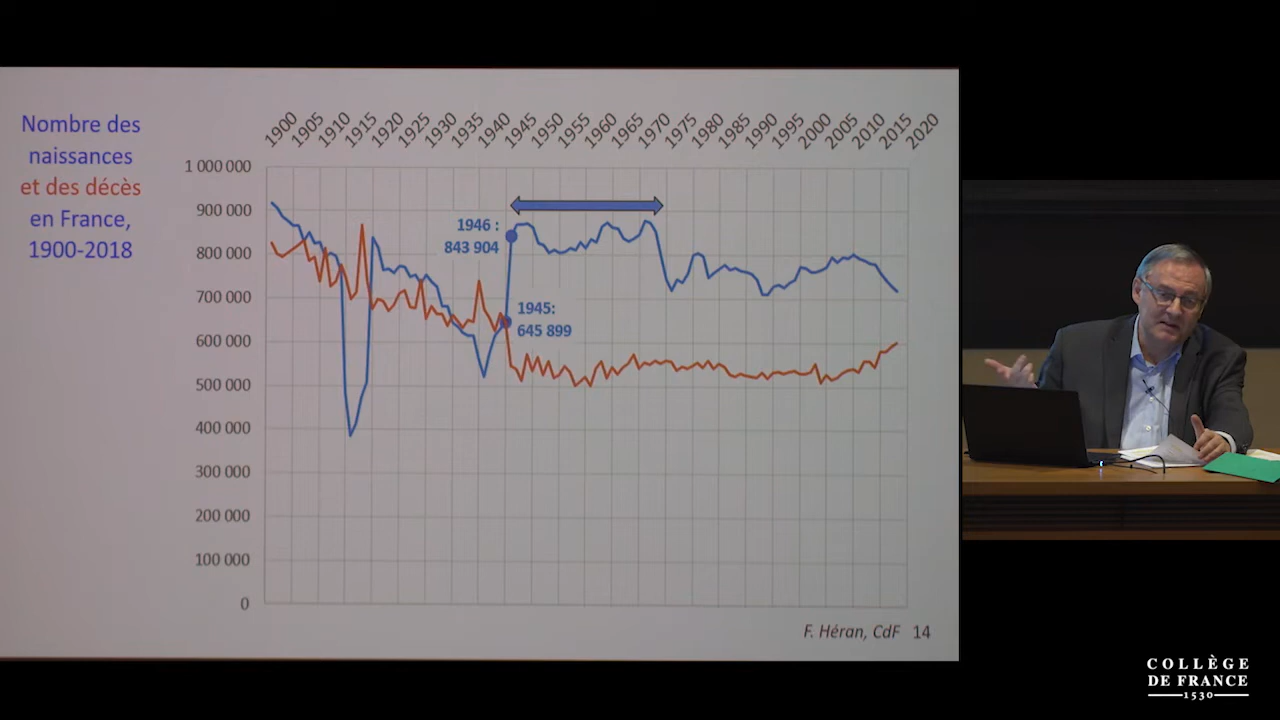 Nombre des
naissances
et des décès
en France,
1900-2018
1900 1905 1910 1915 1920 1925 1930 1935 1940 1945 1950 1955 1960 1965 1970 1975 1980 1985 1990 1995 2000 2005 2010 2015 2020
1 000 000
900 000
800 000
700 000
600 000
500 000
400 000
300 000
200 000
100 000
0
1946 :
843 904
1945:
645 899
F. Héran, CdF 14
COLLÈGE
DE FRANCE
1530